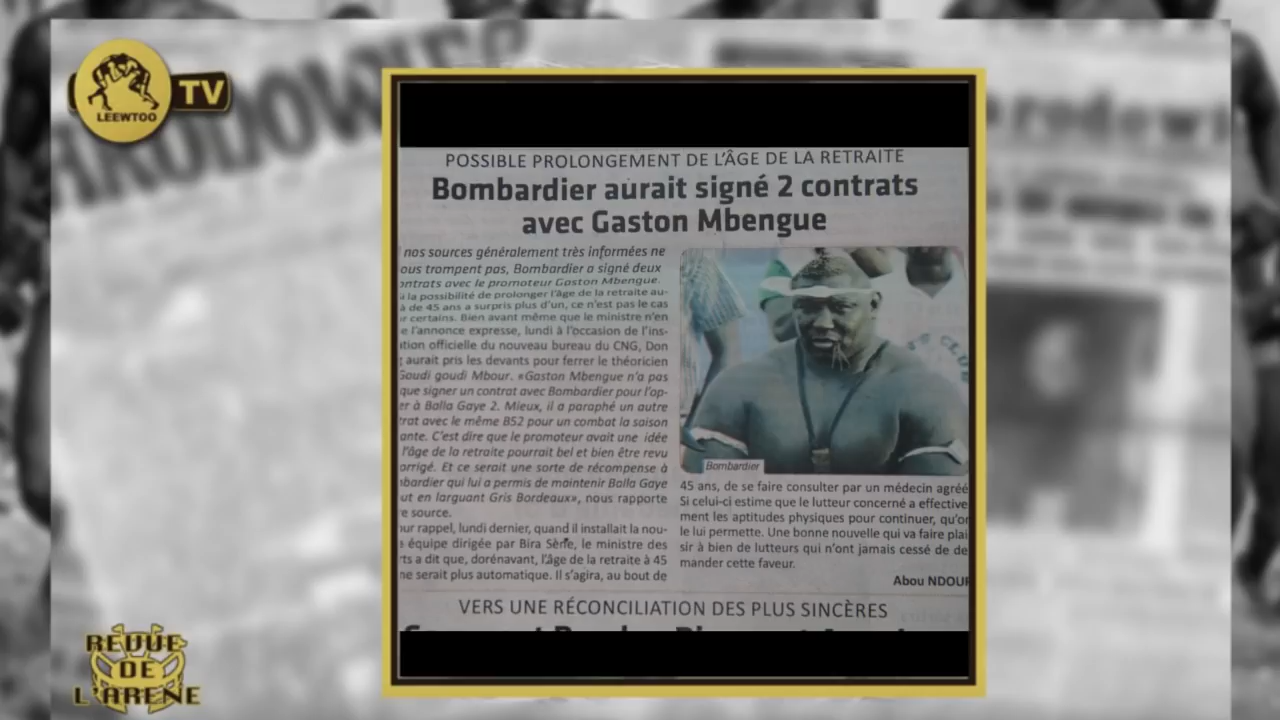 LEEWTOO
TV
POSSIBLE PROLONGEMENT DE L'ÂGE DE LA RETRAITE
Bombardier aurait signé 2 contrats
avec Gaston Mbengue
nos sources généralement très informées ne
ous trompent pas, Bombardier a signé deux
ontrats avec le promoteur Gaston Mbengue.
la possibilité de prolonger l'âge de la retraite au-
à de 45 ans a surpris plus d'un, ce n'est pas le cas
r certains. Bien avant même que le ministre n'en
e l'annonce expresse, lundi à l'occasion de l'ins-
ition officielle du nouveau bureau du CNG, Don
aurait pris les devants pour ferrer le théoricien
Goudi goudi Mbour. «Gaston Mbengue n'a pas
que signer un contrat avec Bombardier pour l'op-
er à Balla Gaye 2. Mieux, il a paraphé un autre
trat avec le même B52 pour un combat la saison
ante. C'est dire que le promoteur avait une idée
l'âge de la retraite pourrait bel et bien être revu
orrigé. Et ce serait une sorte de récompense à
bardier qui lui a permis de maintenir Balla Gaye
ut en larguant Gris Bordeaux», nous rapporte
e source.
ur rappel, lundi dernier, quand il installait la nou-
équipe dirigée par Bira Sène, le ministre des
rts a dit que, dorénavant, l'âge de la retraite à 45
ne serait plus automatique. Il s'agira, au bout de
Bombardier
45 ans, de se faire consulter par un médecin agréé
Si celui-ci estime que le lutteur concerné a effective
ment les aptitudes physiques pour continuer, qu'on
le lui permette. Une bonne nouvelle qui va faire plai
sir à bien de lutteurs qui n'ont jamais cessé de de
mander cette faveur.
Abou NDOUR
VERS UNE RÉCONCILIATION DES PLUS SINCÈRES
REVUE
DE
L'ARENE